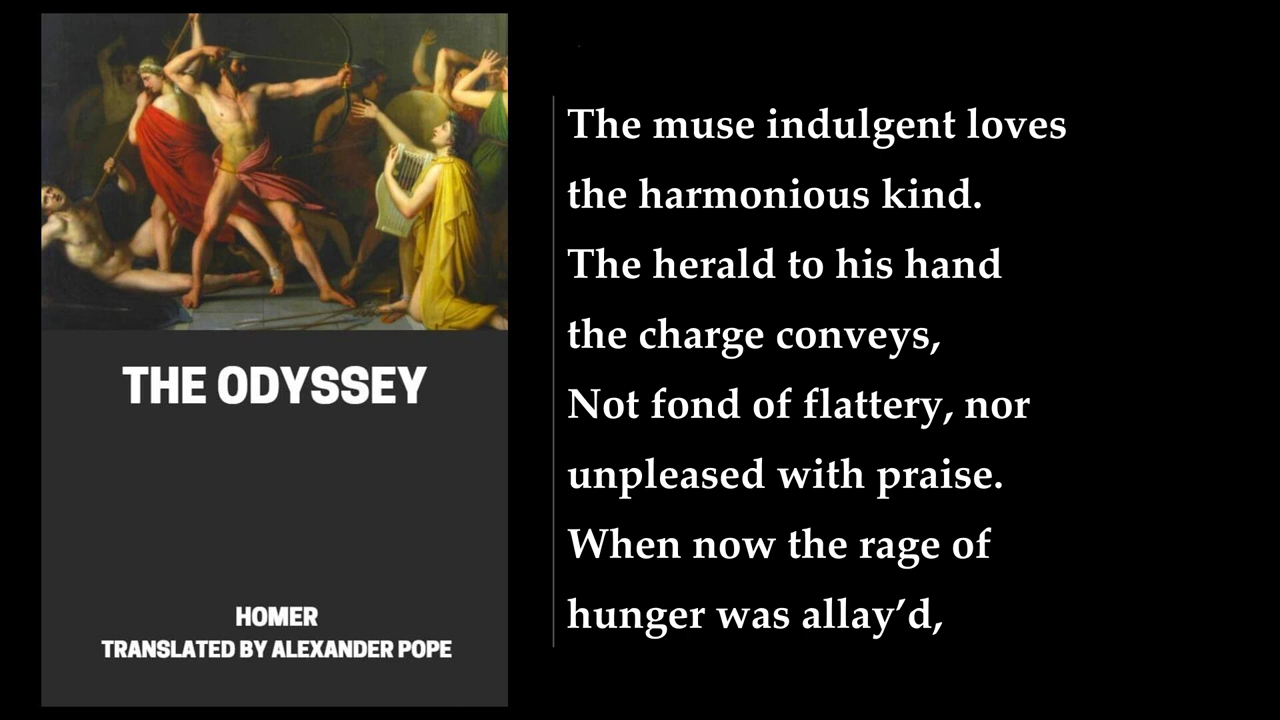 THE ODYSSEY
HOMER
TRANSLATED BY ALEXANDER POPE
The muse indulgent loves
the harmonious kind.
The herald to his hand
the charge conveys,
Not fond of flattery, nor
unpleased with praise.
When now the rage of
hunger was allay’d,